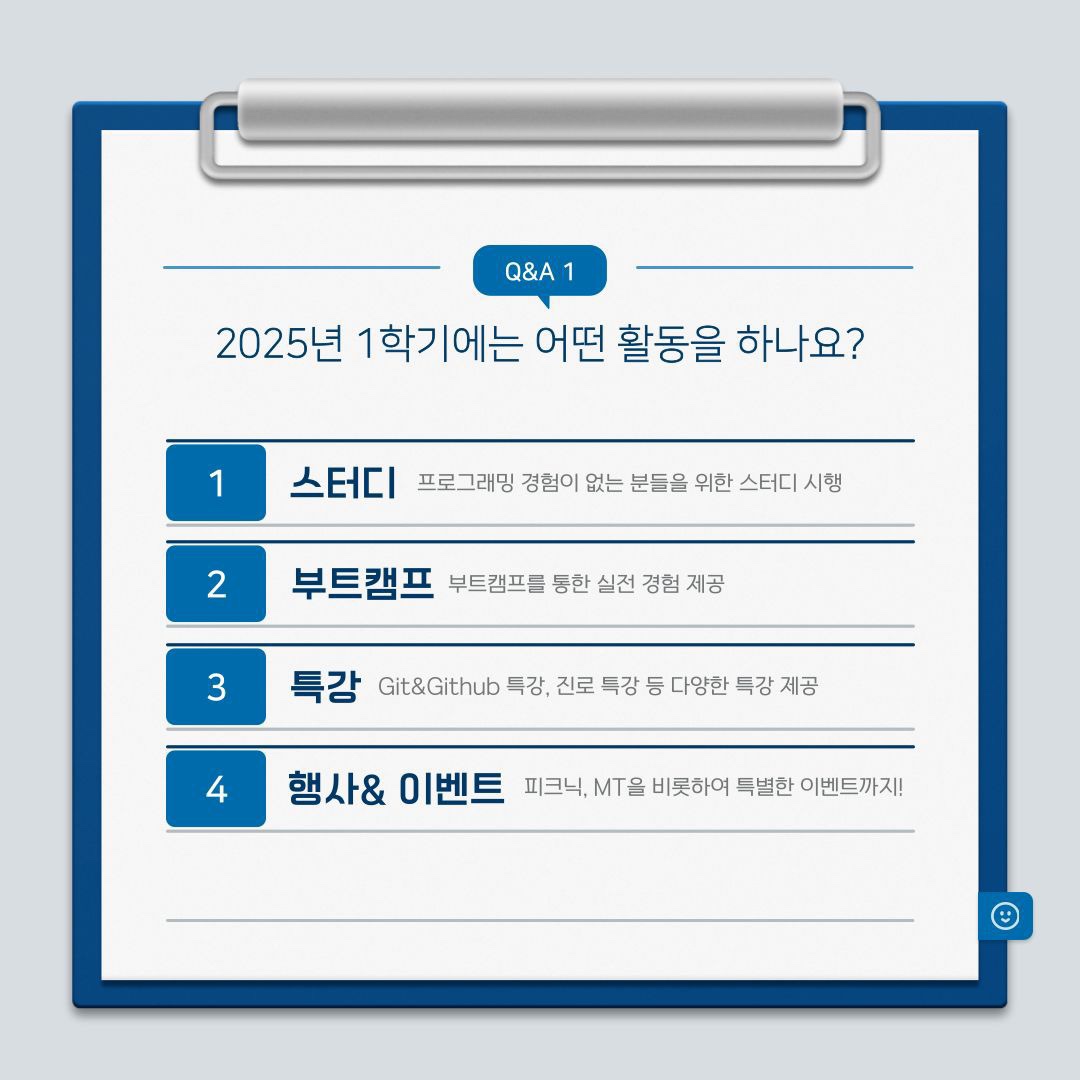 Q&A 1
2025년 1학기에는 어떤 활동을 하나요?
1 스터디 프로그래밍 경험이 없는 분들을 위한 스터디 시행
2 부트캠프 부트캠프를 통한 실전 경험 제공
3 특강 Git&Github 특강, 진로 특강 등 다양한 특강 제공
4 행사& 이벤트 피크닉, MT을 비롯하여 특별한 이벤트까지!